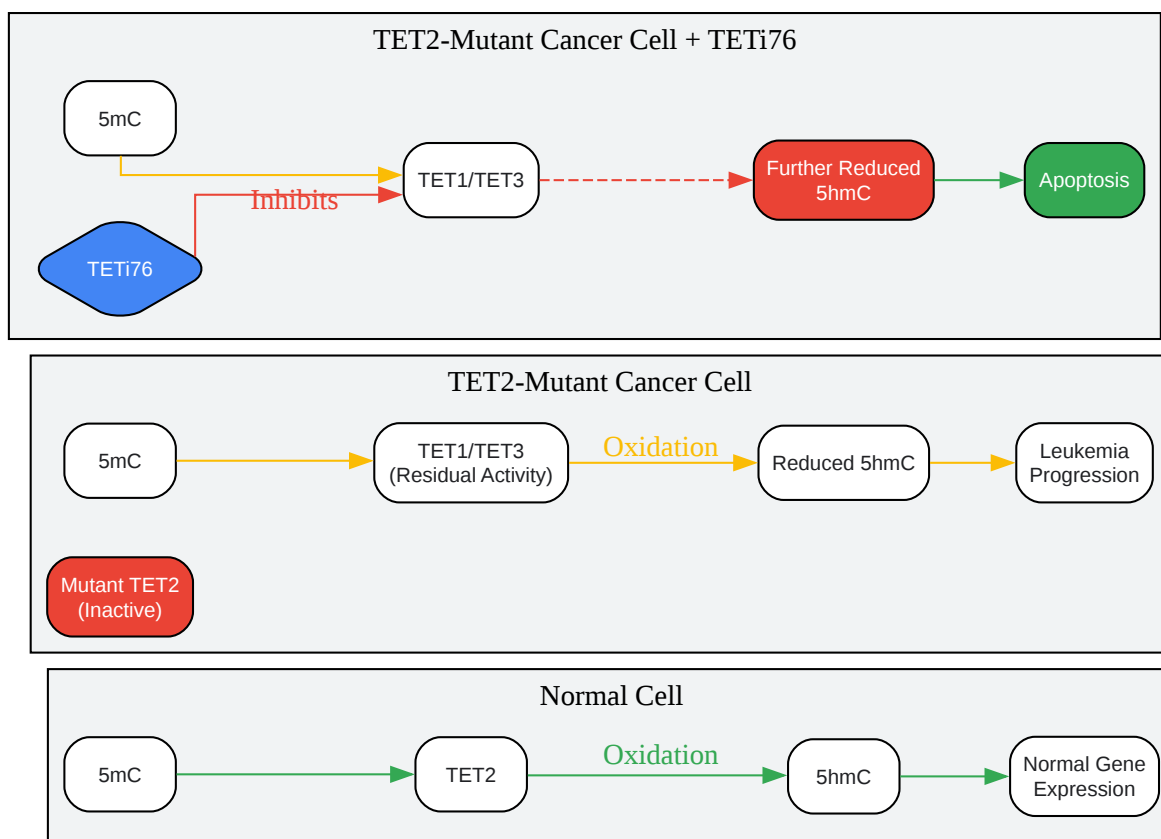 TET2-Mutant Cancer Cell + TETi76
5mC
TET1/TET3
Further Reduced
5hmC
Apoptosis
Inhibits
TETi76
TET2-Mutant Cancer Cell
5mC
TET1/TET3
(Residual Activity)
Oxidation
Reduced 5hmC
Leukemia
Progression
Mutant TET2
(Inactive)
Normal Cell
5mC
TET2
Oxidation
5hmC
Normal Gene
Expression